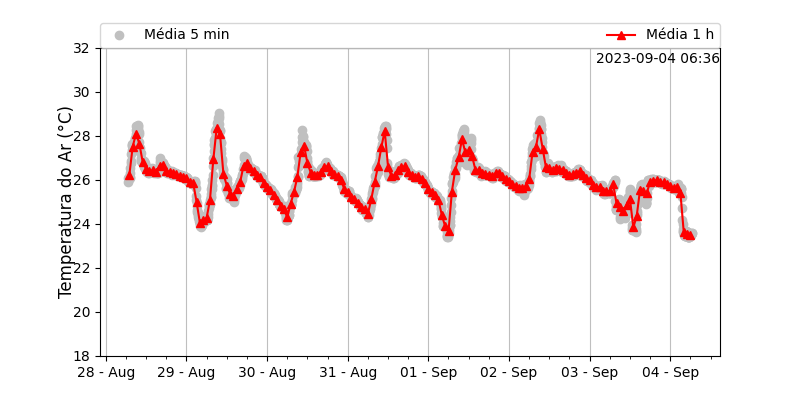 Média 5 min
Média 1 h
2023-09-04 06:36
Temperatura do Ar (°C)
32
30
28
26
24
22
20
18
28 - Aug
29 - Aug
30 - Aug
31 - Aug
01 - Sep
02 - Sep
03 - Sep
04 - Sep